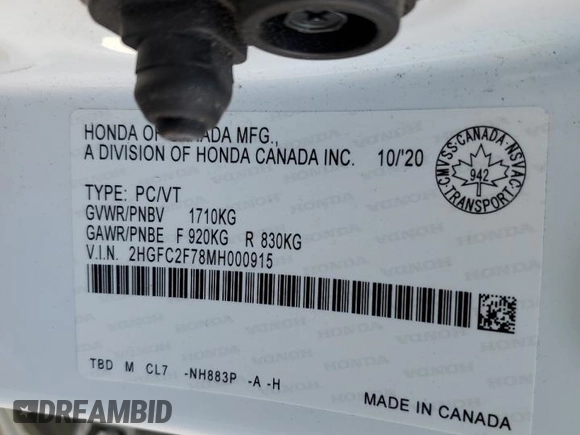 HONDA OF CANADA MFG.,
A DIVISION OF HONDA CANADA INC. 10/'20
CMVSS-CANADA-NSVAC
942
TRANSPORT
TYPE: PC/VT
GVWR/PNBV 1710KG
GAWR/PNBE F 920KG R 830KG
V.I.N. 2HGFC2F78MH000915
TBD M CL7 -NH883P -A -H
MADE IN CANADA
DREAMBID